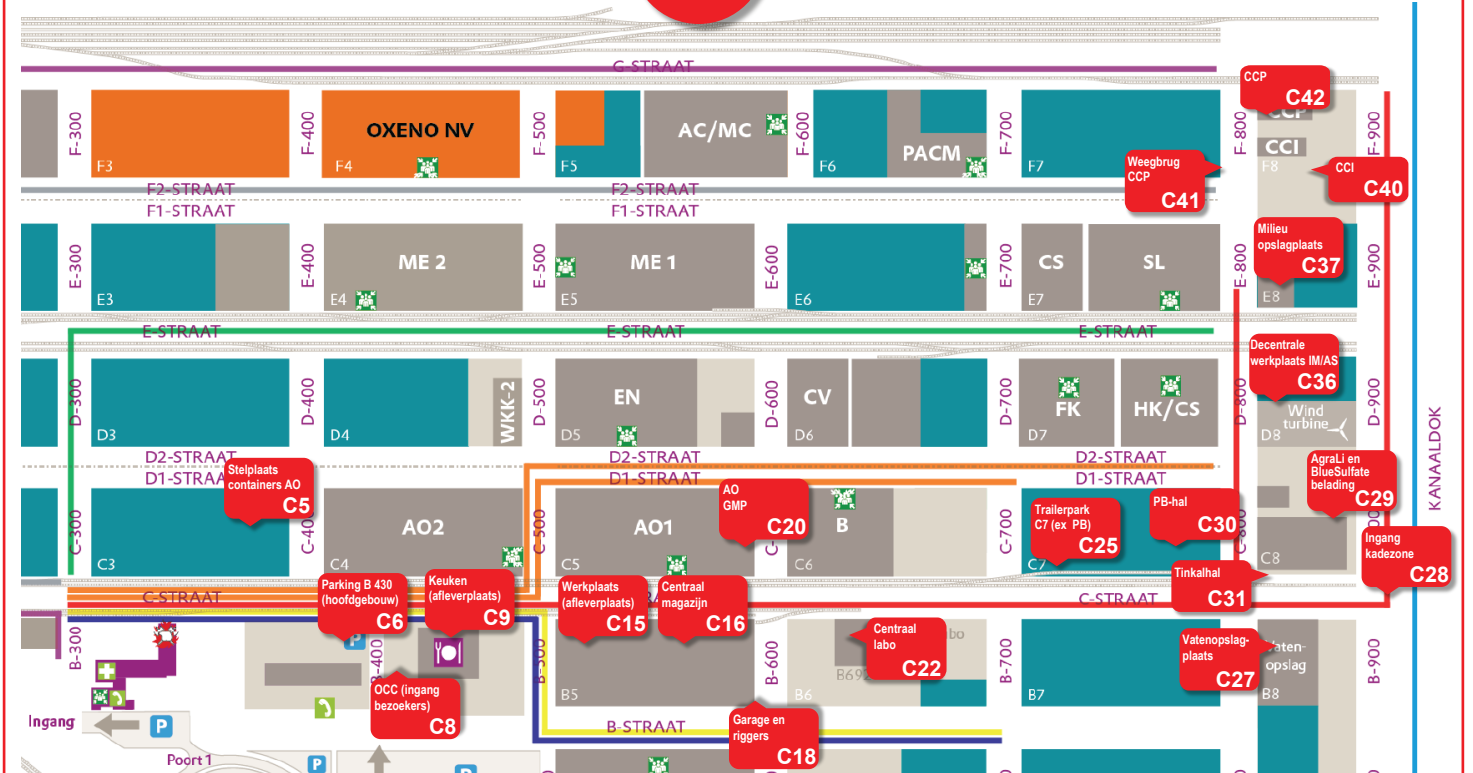 G-STRAAT
F-300
F-400
F-500
F-600
F-700
F-800
F-900
F3
OXENO NV
F4
F5
AC/MC
F6
PACM
F7
CCP
C42
CCP
CCI
F8
Weegbrug
CCP
C41
CCI
C40
F2-STRAAT
F2-STRAAT
F1-STRAAT
F1-STRAAT
E-300
E-400
E-500
E-600
E-700
E-800
E-900
E3
ME 2
E4
ME 1
E5
E6
CS
E7
SL
Milieu
opslagplaats
C37
E8
E-STRAAT
E-STRAAT
E-STRAAT
D-300
D-400
D-500
D-600
D-700
D-800
D-900
D3
D4
WKK-2
EN
D5
CV
D6
FK
D7
HK/CS
Decentrale
werkplaats IM/AS
C36
Wind
turbine
D8
KANAALDOK
D2-STRAAT
D2-STRAAT
D2-STRAAT
D1-STRAAT
D1-STRAAT
D1-STRAAT
Stelplaats
containers AO
C5
AgraLi en
BlueSulfate
belading
C29
C-300
C-500
C-700
C-800
C3
AO2
C4
AO1
C5
AO
GMP
C20
B
C6
Trailerpark
C7 (ex PB)
C25
C7
PB-hal
C30
C8
Ingang
kadezone
C28
Tinkalhal
C31
C-STRAAT
C-STRAAT
Parking B 430
(hoofdgebouw)
C6
Keuken
(afleverplaats)
C9
Werkplaats
(afleverplaats)
C15
Centraal
magazijn
C16
B-300
B-400
B-500
B-600
B-700
B-900
P
B5
B6
Centraal
labo
C22
B7
Vatenopslag-
plaats
C27
opslag
B8
OCC (ingang
bezoekers)
C8
Ingang
P
B-STRAAT
Garage en
riggers
C18
Poort 1
P
P